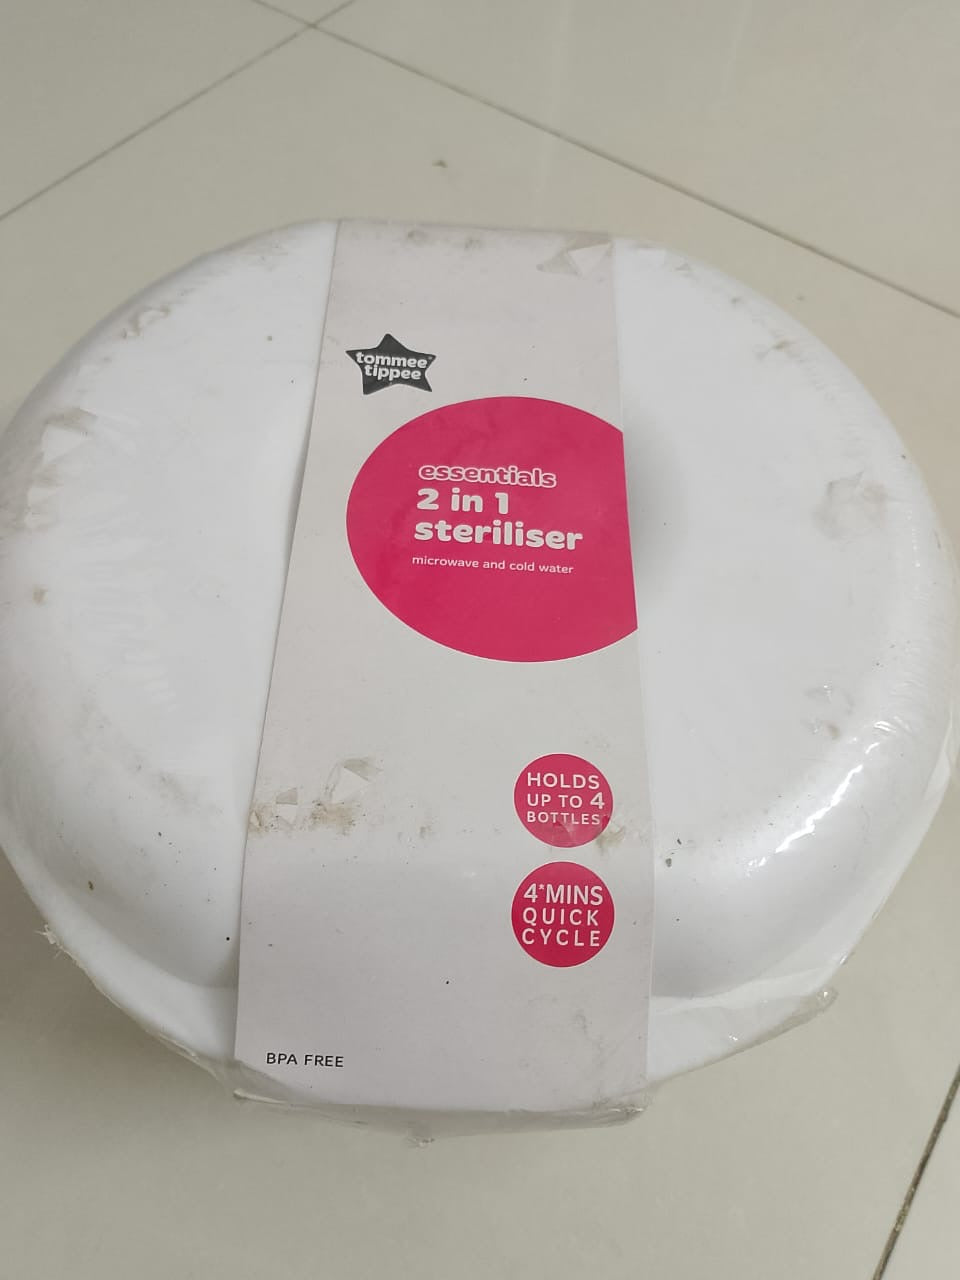 tommee
tippee
essentials
2 in 1
steriliser
microwave and cold water
HOLDS
UP TO 4
BOTTLES
4*MINS
QUICK
CYCLE
BPA FREE